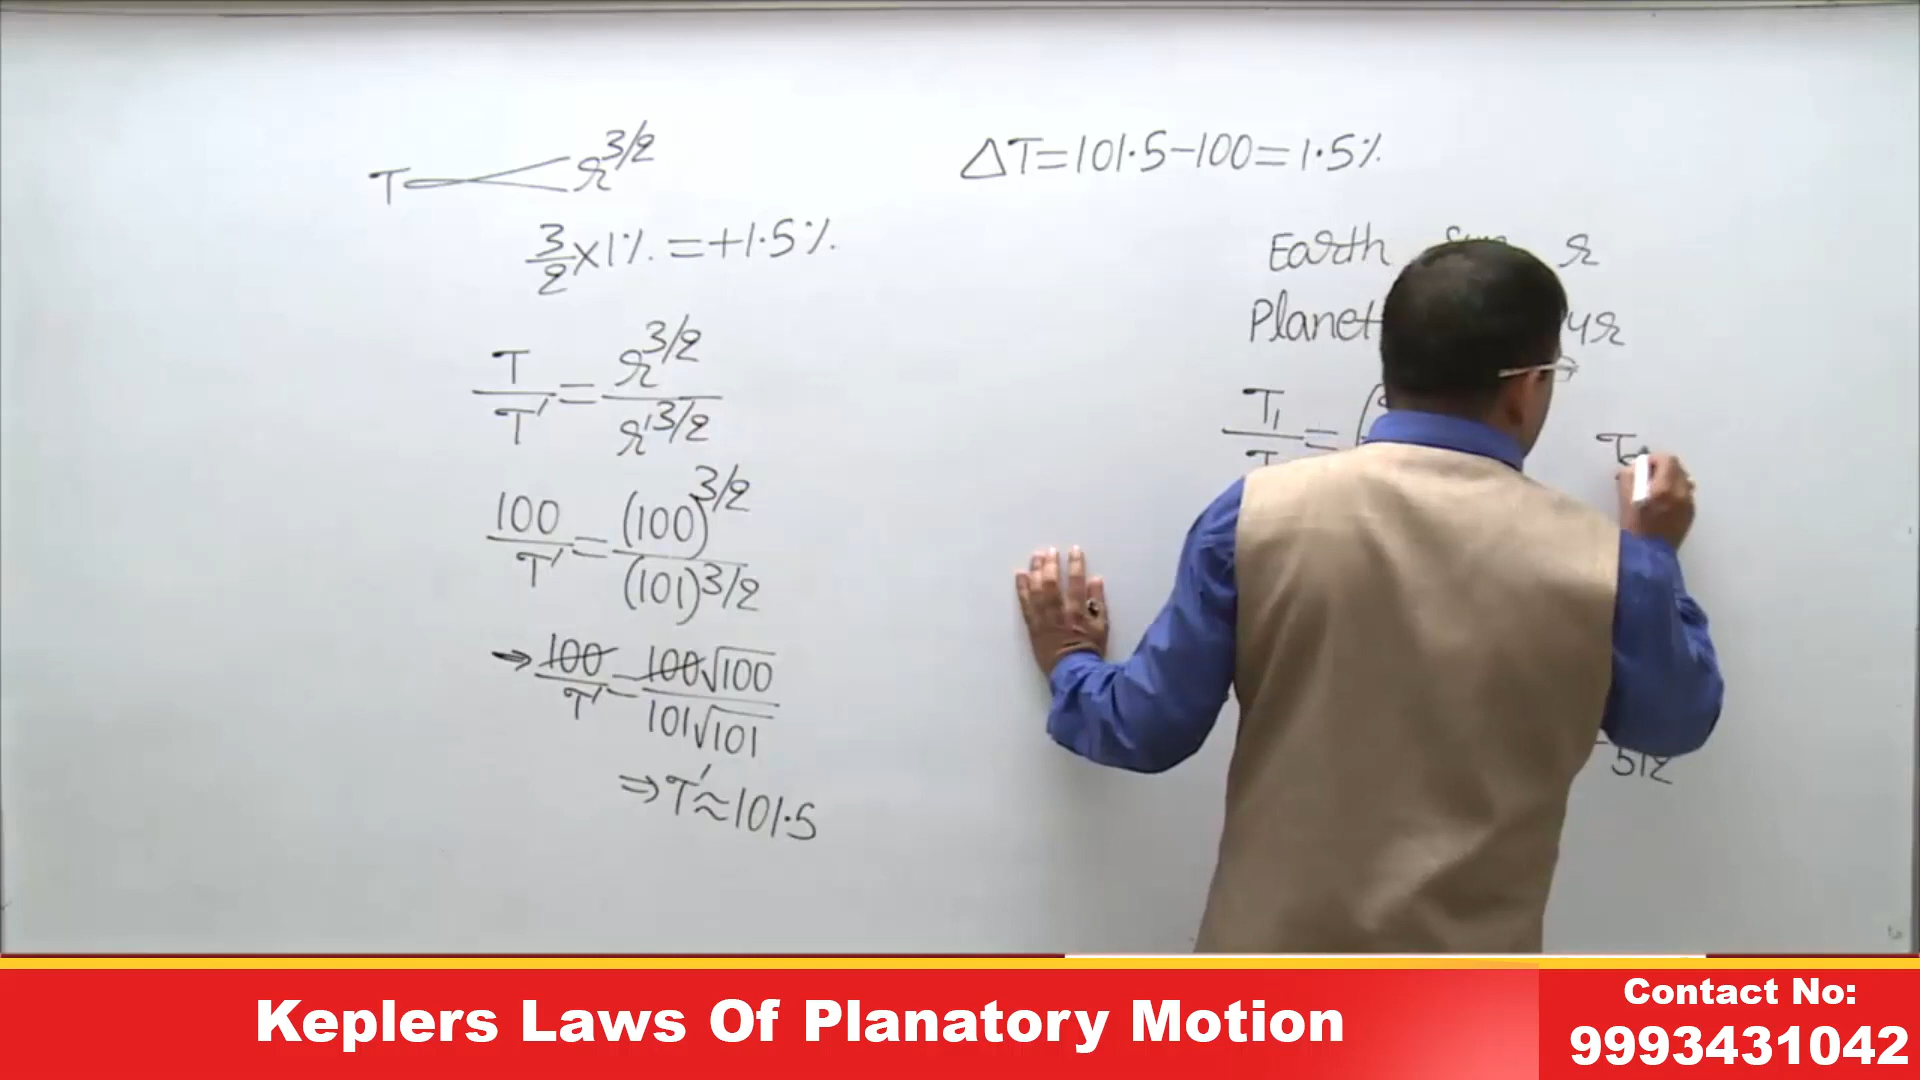 T r^3/2
3/2 × 1% = +1.5%
T/T' = r^3/2/r'^3/2
100/T' = (100)^3/2/(101)^3/2
→ 100/T' = 100√100/101√101
⇒ T' ≈ 101.5
ΔT = 101.5 - 100 = 1.5%
Earth r
Planet 4r
T₁ = (
512
Keplers Laws Of Planatory Motion
Contact No:
9993431042